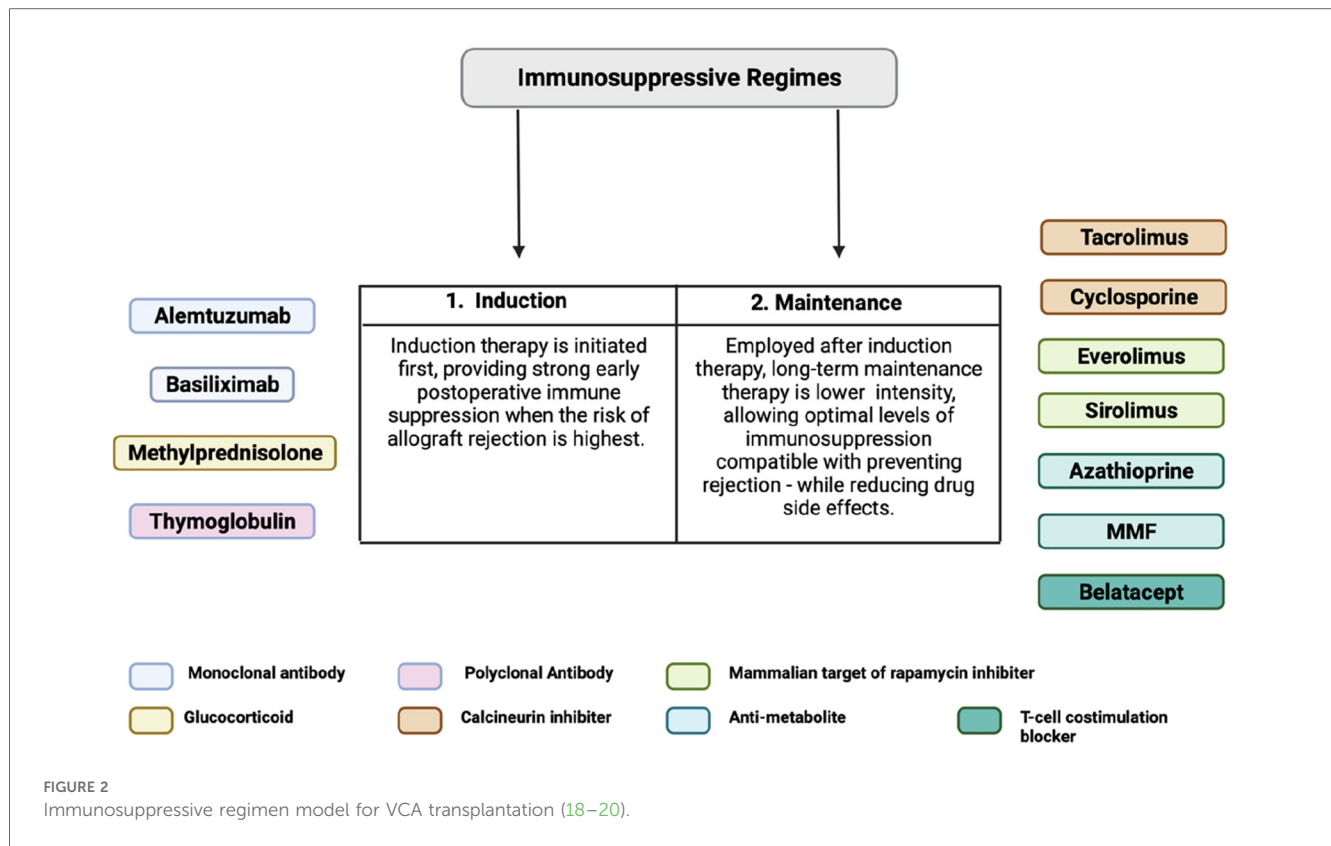 Immunosuppressive Regimes
Alemtuzumab
Basiliximab
Methylprednisolone
Thymoglobulin
1. Induction
Induction therapy is initiated
first, providing strong early
postoperative immune
suppression when the risk of
allograft rejection is highest.
2. Maintenance
Employed after induction
therapy, long-term maintenance
therapy is lower intensity,
allowing optimal levels of
immunosuppression
compatible with preventing
rejection - while reducing drug
side effects.
Tacrolimus
Cyclosporine
Everolimus
Sirolimus
Azathioprine
MMF
Belatacept
Monoclonal antibody
Polyclonal Antibody
Mammalian target of rapamycin inhibiter
Glucocorticoid
Calcineurin inhibiter
Anti-metabolite
T-cell costimulation
blocker
FIGURE 2
Immunosuppressive regimen model for VCA transplantation (18–20).